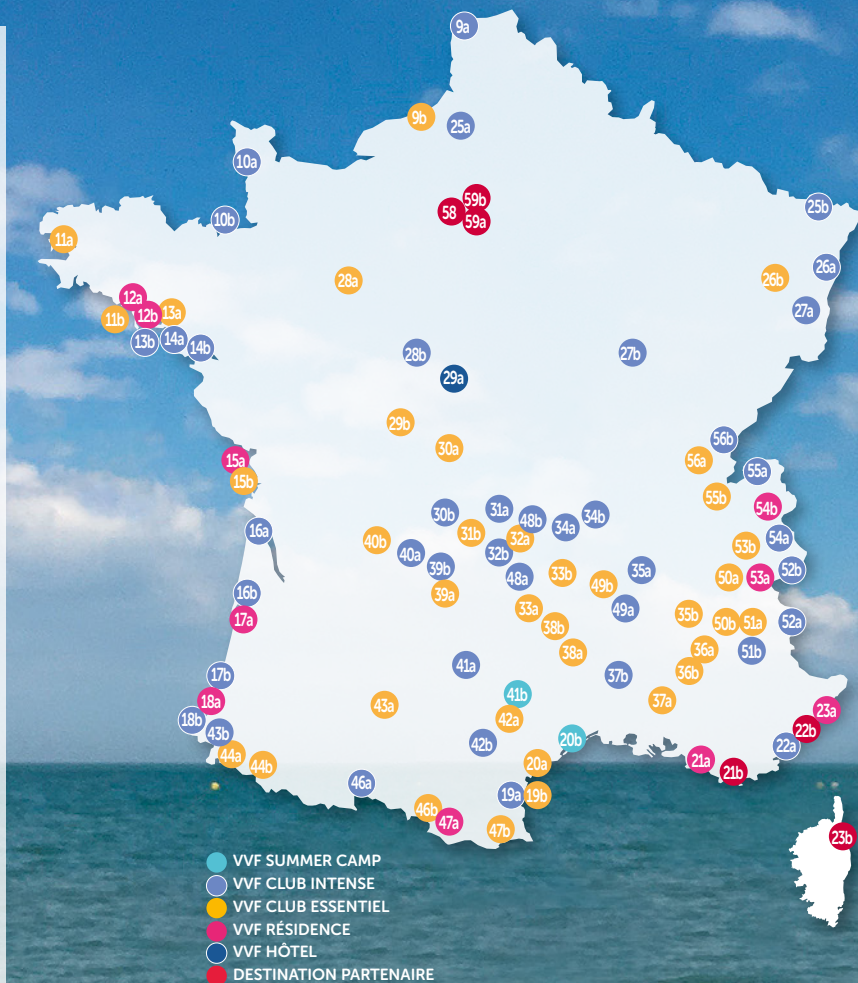 9a
9b
25a
10a
59b
58
59a
25b
10b
11a
26a
26b
28a
12a
27a
12b
13a
11b
13b
14a
14b
28b
27b
29a
29b
56b
30a
56a
15a
55a
15b
55b
54b
30b
31a
48b
34a
34b
16a
31b
32a
40b
54a
53b
40a
32b
39b
52b
35a
33b
48a
50a
53a
49b
16b
39a
33a
49a
35b
17a
38b
50b
51a
52a
36a
51b
38a
41a
36b
17b
37b
41b
18a
43a
37a
23a
18b
42a
22b
43b
42b
20b
22a
44a
44b
20a
21a
21b
46a
19a
19b
46b
47a
47b
23b
VVF SUMMER CAMP
VVF CLUB INTENSE
VVF CLUB ESSENTIEL
VVF RÉSIDENCE
VVF HÔTEL
DESTINATION PARTENAIRE